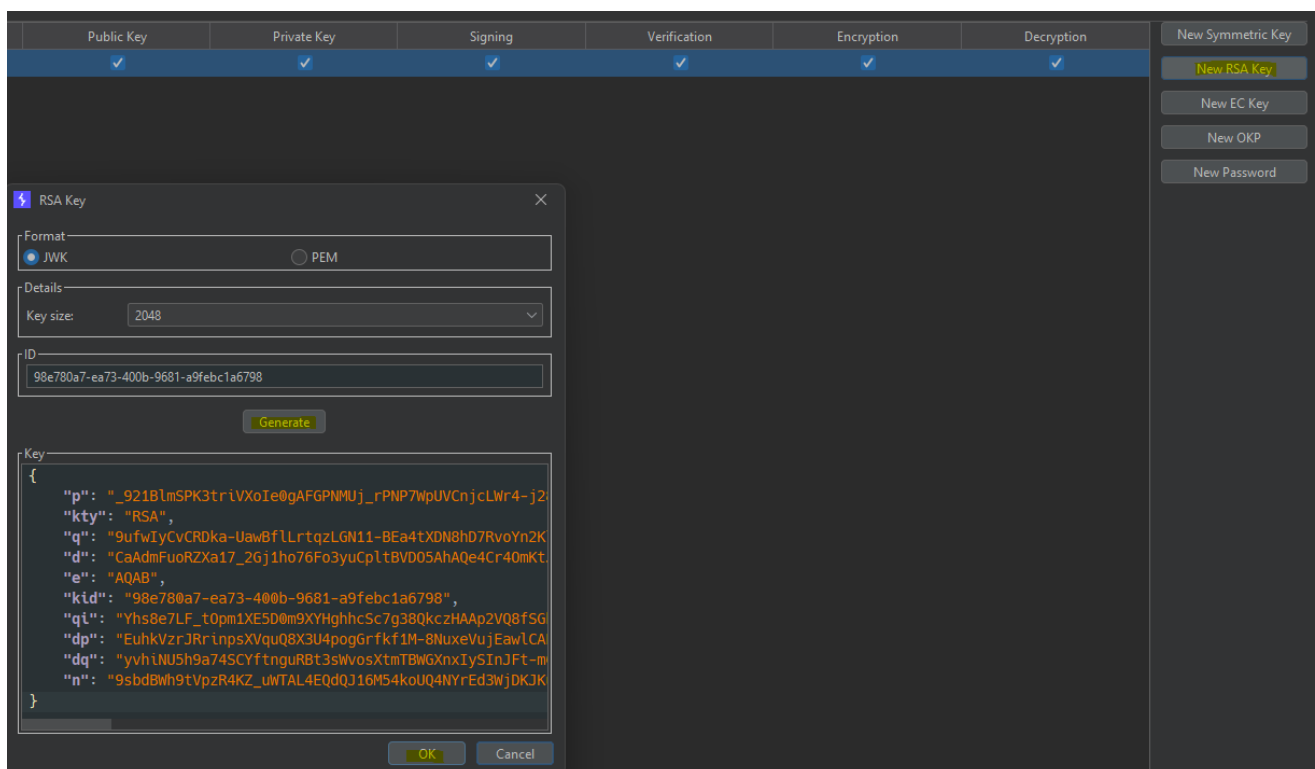 Public Key Private Key Signing Verification Encryption Decryption
New Symmetric Key
New RSA Key
New EC Key
New OKP
New Password
RSA Key
Format
JWK PEM
Details
Key size: 2048
ID
98e780a7-ea73-400b-9681-a9febc1a6798
Generate
Key
{
"p": "_921BlmSPK3triVXoIe0gAFGPNMUj_rPNP7WpUVCnjcLWr4-j28
"kty": "RSA",
"q": "9ufwIyCvCRDka-UawBflLrtqzLGN11-BEa4tXDN8hD7RvoYn2K
"d": "CaAdmFuoRZXa17_2Gj1ho76Fo3yuCpltBVDO5AhAQe4Cr4OmKt
"e": "AQAB",
"kid": "98e780a7-ea73-400b-9681-a9febc1a6798",
"qi": "Yhs8e7LF_tOpm1XE5D0m9XYHghhcSc7g38QkczHAAp2VQ8fSG
"dp": "EuhkVzrJRrinpsXVquQ8X3U4pogGrfkf1M-8NuxeVujEawlCA
"dq": "yvhiNU5h9a74SCYftnguRBt3sWvosXtmTBWGXnxIySInJFt-m
"n": "9sbdBWh9tVpzR4KZ_uWTAL4EQdQJ16M54koUQ4NYrEd3WjDKJK
}
OK Cancel